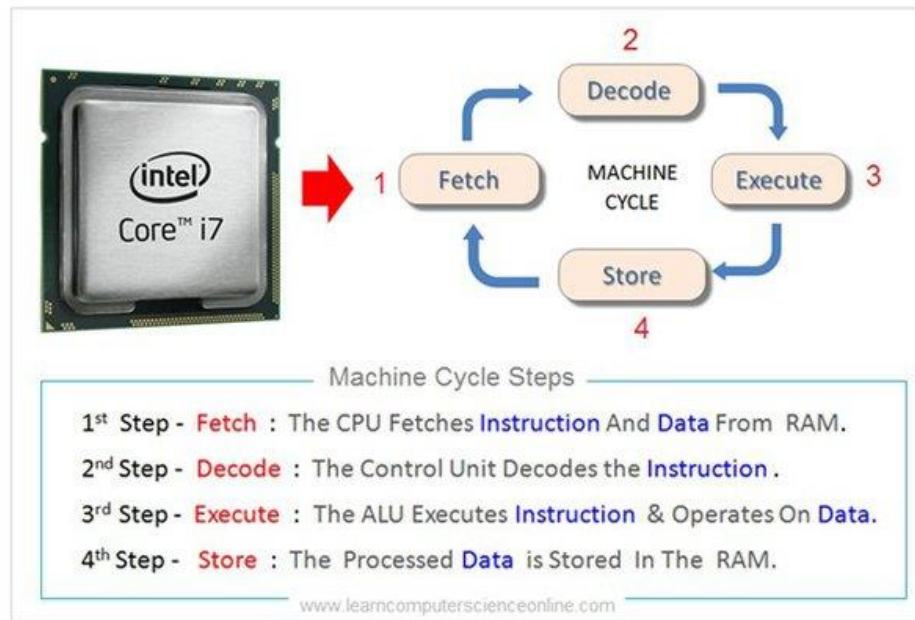 2
Decode
intel
Core™ i7
1
Fetch
MACHINE
CYCLE
Execute
3
Store
4
Machine Cycle Steps
1st Step - Fetch : The CPU Fetches Instruction And Data From RAM.
2nd Step - Decode : The Control Unit Decodes the Instruction .
3rd Step - Execute : The ALU Executes Instruction & Operates On Data.
4th Step - Store : The Processed Data is Stored In The RAM.
www.learncomputerscienceonline.com